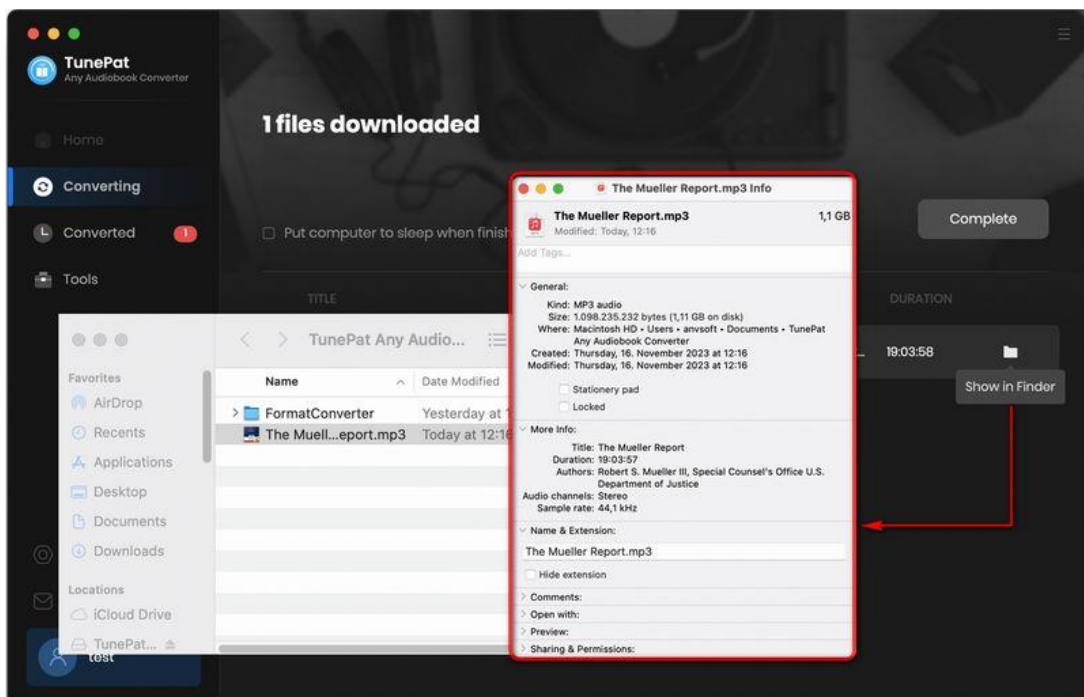 TunePat
Any Audiobook Converter
Home
Converting
Converted 1
Tools
test
1 files downloaded
Put computer to sleep when finish
Complete
TITLE
DURATION
19:03:58
Show in Finder
TunePat Any Audio...
Favorites
AirDrop
Recents
Applications
Desktop
Documents
Downloads
Locations
iCloud Drive
TunePat...
Name Date Modified
FormatConverter Yesterday at
The Muell...eport.mp3 Today at 12:16
The Mueller Report.mp3 Info
The Mueller Report.mp3 1,1 GB
Modified: Today, 12:16
Add Tags...
General:
Kind: MP3 audio
Size: 1.098.235.232 bytes (1,11 GB on disk)
Where: Macintosh HD • Users • anvsoft • Documents • TunePat
Any Audiobook Converter
Created: Thursday, 16. November 2023 at 12:16
Modified: Thursday, 16. November 2023 at 12:16
Stationery pad
Locked
More Info:
Title: The Mueller Report
Duration: 19:03:57
Authors: Robert S. Mueller III, Special Counsel's Office U.S.
Department of Justice
Audio channels: Stereo
Sample rate: 44,1 kHz
Name & Extension:
The Mueller Report.mp3
Hide extension
Comments:
Open with:
Preview:
Sharing & Permissions: